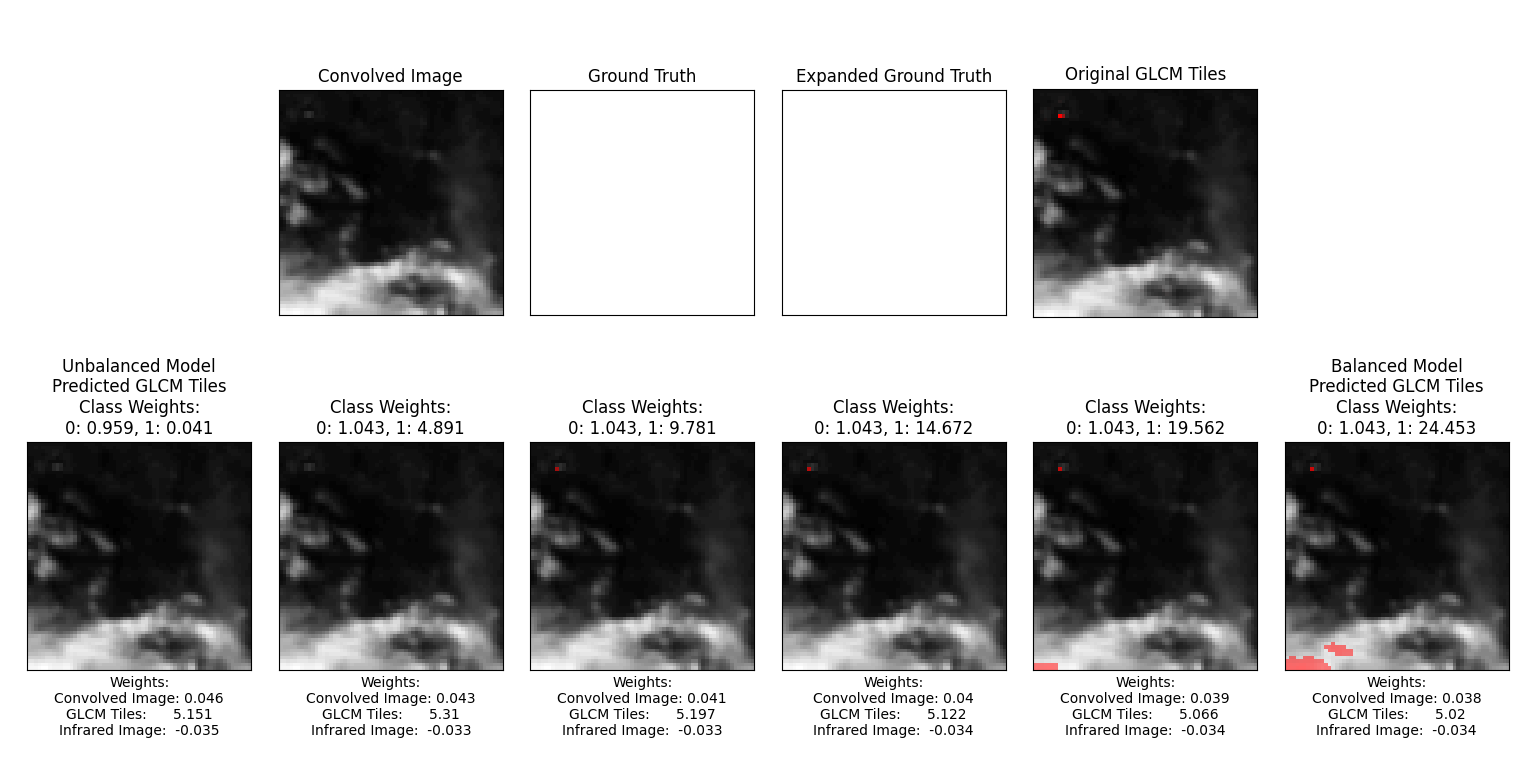 Convolved Image
Ground Truth
Expanded Ground Truth
Original GLCM Tiles
Unbalanced Model
Predicted GLCM Tiles
Class Weights:
0: 0.959, 1: 0.041
Class Weights:
0: 1.043, 1: 4.891
Class Weights:
0: 1.043, 1: 9.781
Class Weights:
0: 1.043, 1: 14.672
Class Weights:
0: 1.043, 1: 19.562
Balanced Model
Predicted GLCM Tiles
Class Weights:
0: 1.043, 1: 24.453
Weights:
Convolved Image: 0.046
GLCM Tiles: 5.151
Infrared Image: -0.035
Weights:
Convolved Image: 0.043
GLCM Tiles: 5.31
Infrared Image: -0.033
Weights:
Convolved Image: 0.041
GLCM Tiles: 5.197
Infrared Image: -0.033
Weights:
Convolved Image: 0.04
GLCM Tiles: 5.122
Infrared Image: -0.034
Weights:
Convolved Image: 0.039
GLCM Tiles: 5.066
Infrared Image: -0.034
Weights:
Convolved Image: 0.038
GLCM Tiles: 5.02
Infrared Image: -0.034